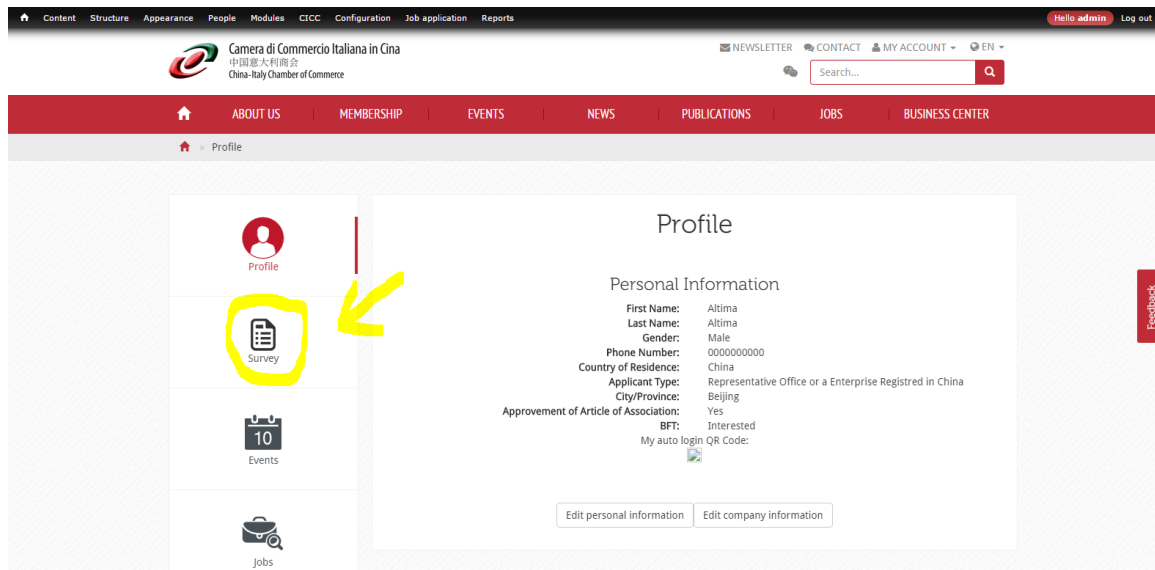 Content Structure Appearance People Modules CICC Configuration Job application Reports Hello admin Log out
Camera di Commercio Italiana in Cina
中国意大利商会
China-Italy Chamber of Commerce
NEWSLETTER CONTACT MY ACCOUNT EN
Search...
ABOUT US MEMBERSHIP EVENTS NEWS PUBLICATIONS JOBS BUSINESS CENTER
» Profile
Profile
Survey
10
Events
Jobs
Profile
Personal Information
First Name: Altima
Last Name: Altima
Gender: Male
Phone Number: 0000000000
Country of Residence: China
Applicant Type: Representative Office or a Enterprise Registred in China
City/Province: Beijing
Approvement of Article of Association: Yes
BFT: Interested
My auto login QR Code:
Edit personal information Edit company information
Feedback